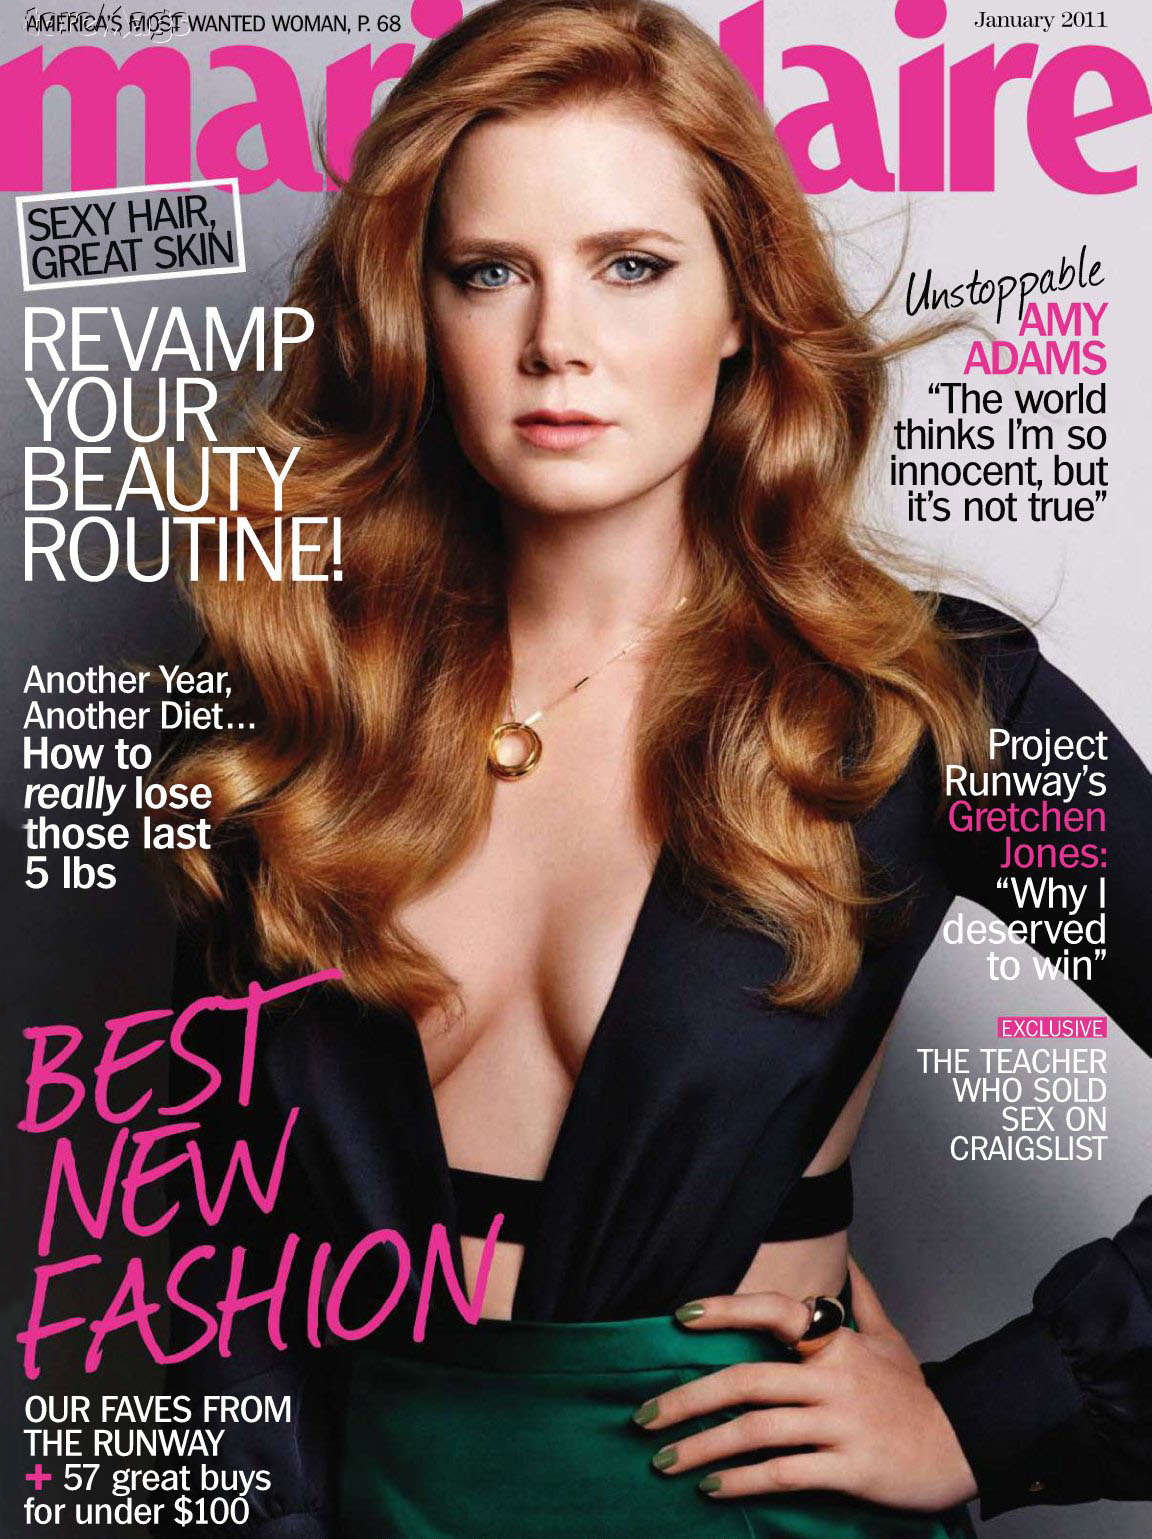 AMERICA'S MOST WANTED WOMAN, P. 68
January 2011
mari laire
SEXY HAIR,
GREAT SKIN
REVAMP
YOUR
BEAUTY
ROUTINE!
Another Year,
Another Diet...
How to
really lose
those last
5 lbs
BEST
NEW
FASHION
OUR FAVES FROM
THE RUNWAY
+ 57 great buys
for under $100
Unstoppable
AMY
ADAMS
“The world
thinks I'm so
innocent, but
it's not true”
Project
Runway's
Gretchen
Jones:
“Why I
deserved
to win”
EXCLUSIVE
THE TEACHER
WHO SOLD
SEX ON
CRAIGSLIST